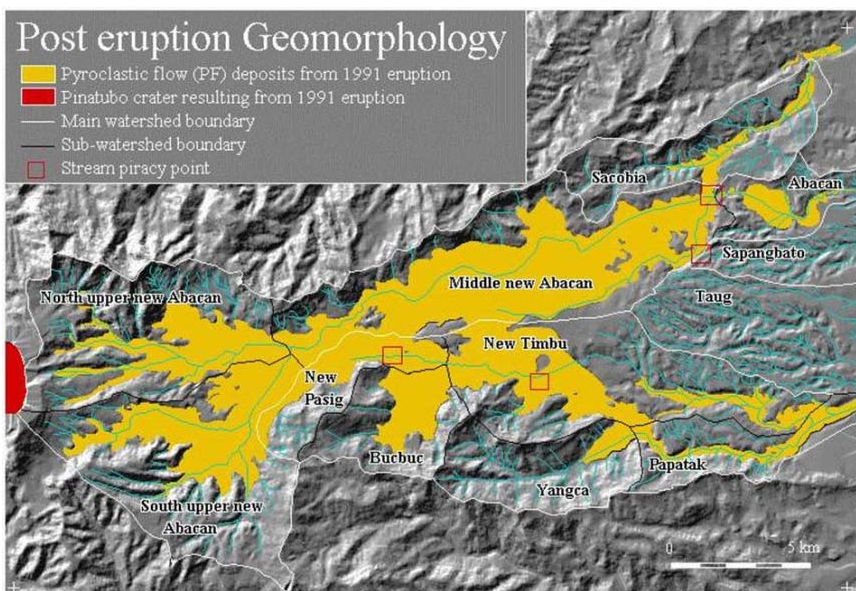 Post eruption Geomorphology
Pyroclastic flow (PF) deposits from 1991 eruption
Pinatubo crater resulting from 1991 eruption
Main watershed boundary
Sub-watershed boundary
Stream piracy point
Sacobia
Abacan
Sapangbato
Middle new Abacan
North upper new Abacan
Taug
New Timbu
New
Pasig
Bucbuc
Papatak
Yangca
South upper new
Abacan
0 5 km